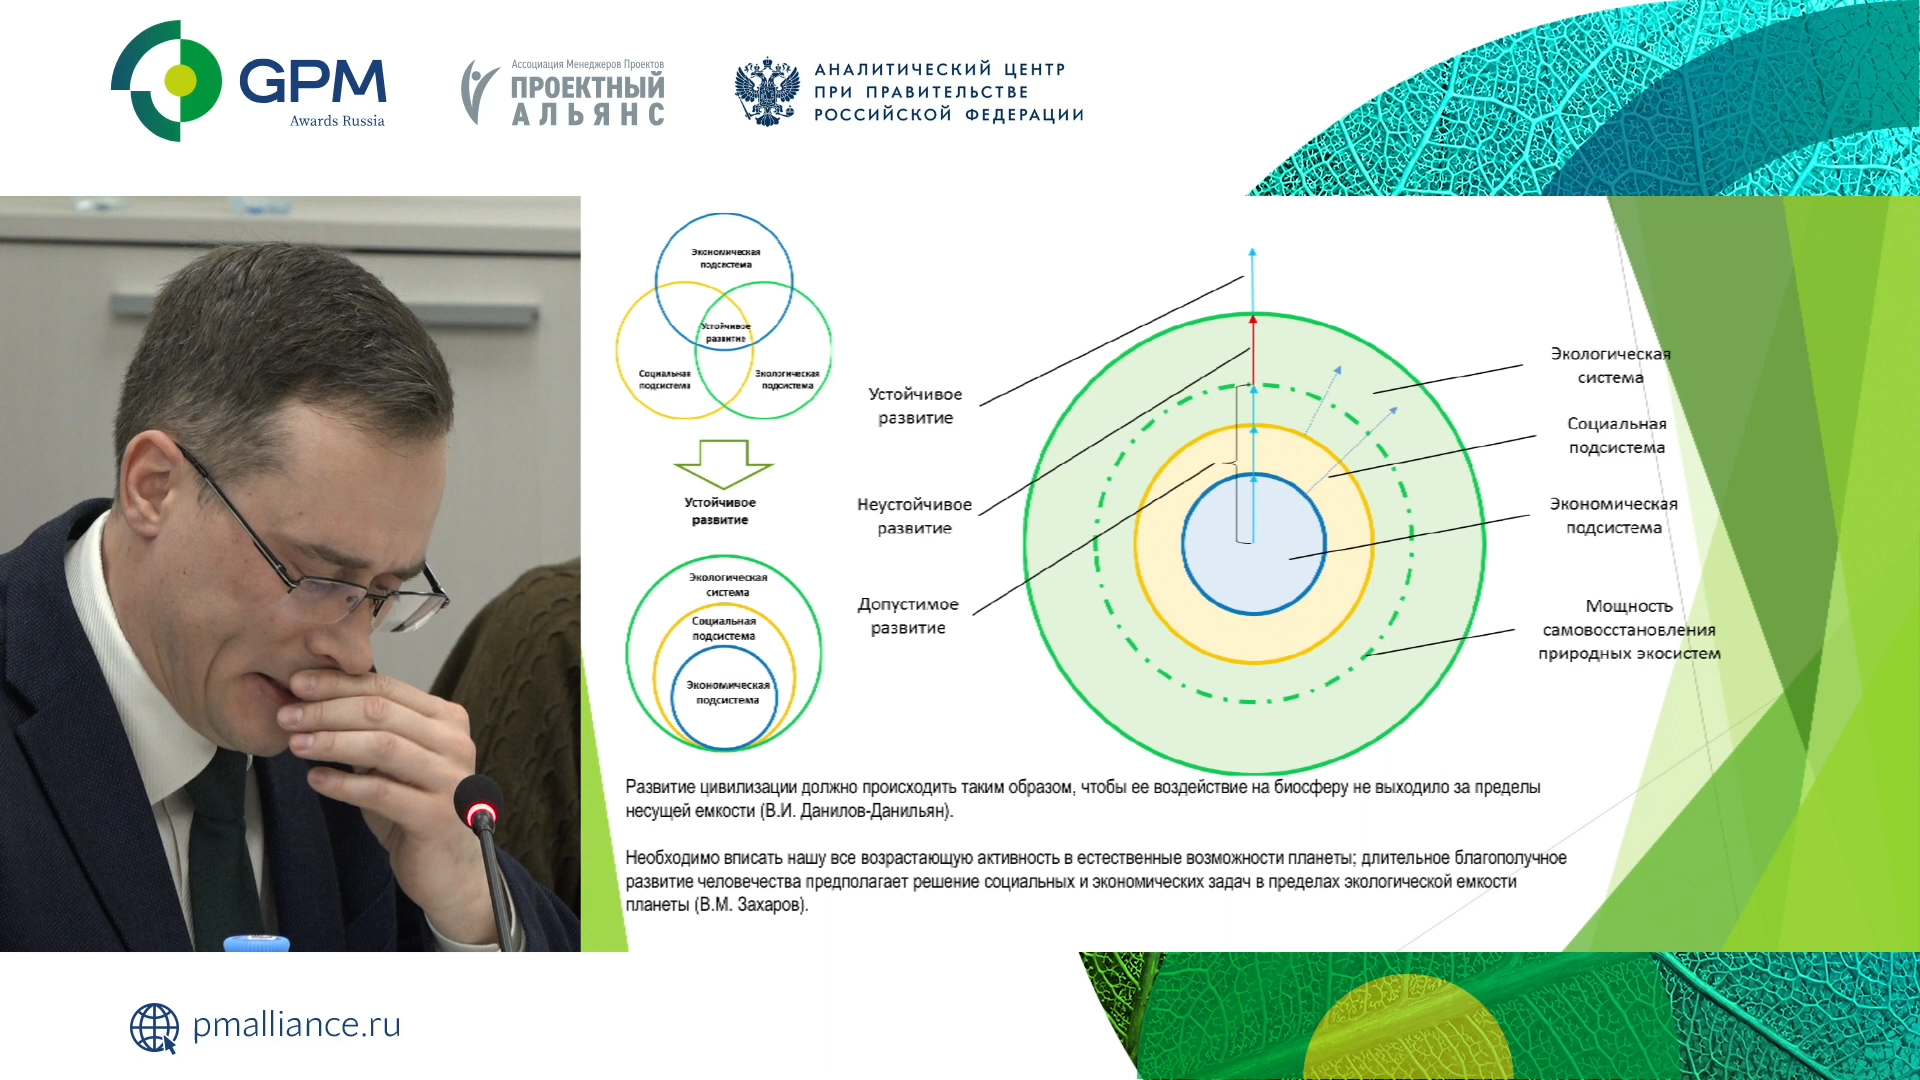 GPM
Awards Russia
Ассоциация Менеджеров Проектов
ПРОЕКТНЫЙ
АЛЬЯНС
АНАЛИТИЧЕСКИЙ ЦЕНТР
ПРИ ПРАВИТЕЛЬСТВЕ
РОССИЙСКОЙ ФЕДЕРАЦИИ
Экономическая
подсистема
Устойчивое
развитие
Социальная
подсистема
Экологическая
подсистема
Устойчивое
развитие
Экологическая
система
Социальная
подсистема
Экономическая
подсистема
Устойчивое
развитие
Неустойчивое
развитие
Допустимое
развитие
Экологическая
система
Социальная
подсистема
Экономическая
подсистема
Мощность
самовосстановления
природных экосистем
Развитие цивилизации должно происходить таким образом, чтобы ее воздействие на биосферу не выходило за пределы
несущей емкости (В.И. Данилов-Данильян).
Необходимо вписать нашу все возрастающую активность в естественные возможности планеты; длительное благополучное
развитие человечества предполагает решение социальных и экономических задач в пределах экологической емкости
планеты (В.М. Захаров).
pmalliance.ru